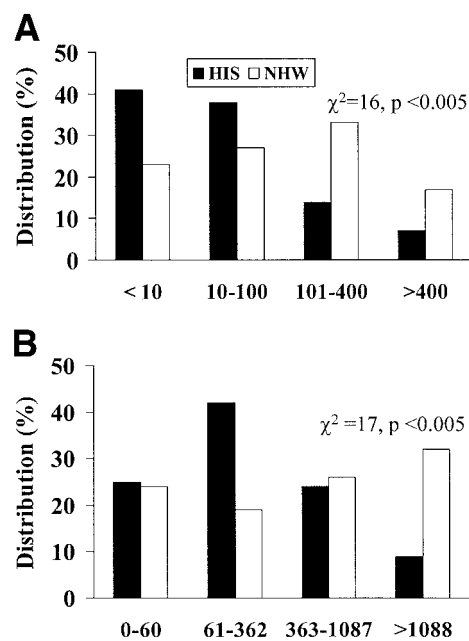 A
HIS NHW
χ²=16, p <0.005
Distribution (%)
50
40
30
20
10
0
< 10 10-100 101-400 >400
B
χ² =17, p <0.005
Distribution (%)
50
40
30
20
10
0
0-60 61-362 363-1087 >1088